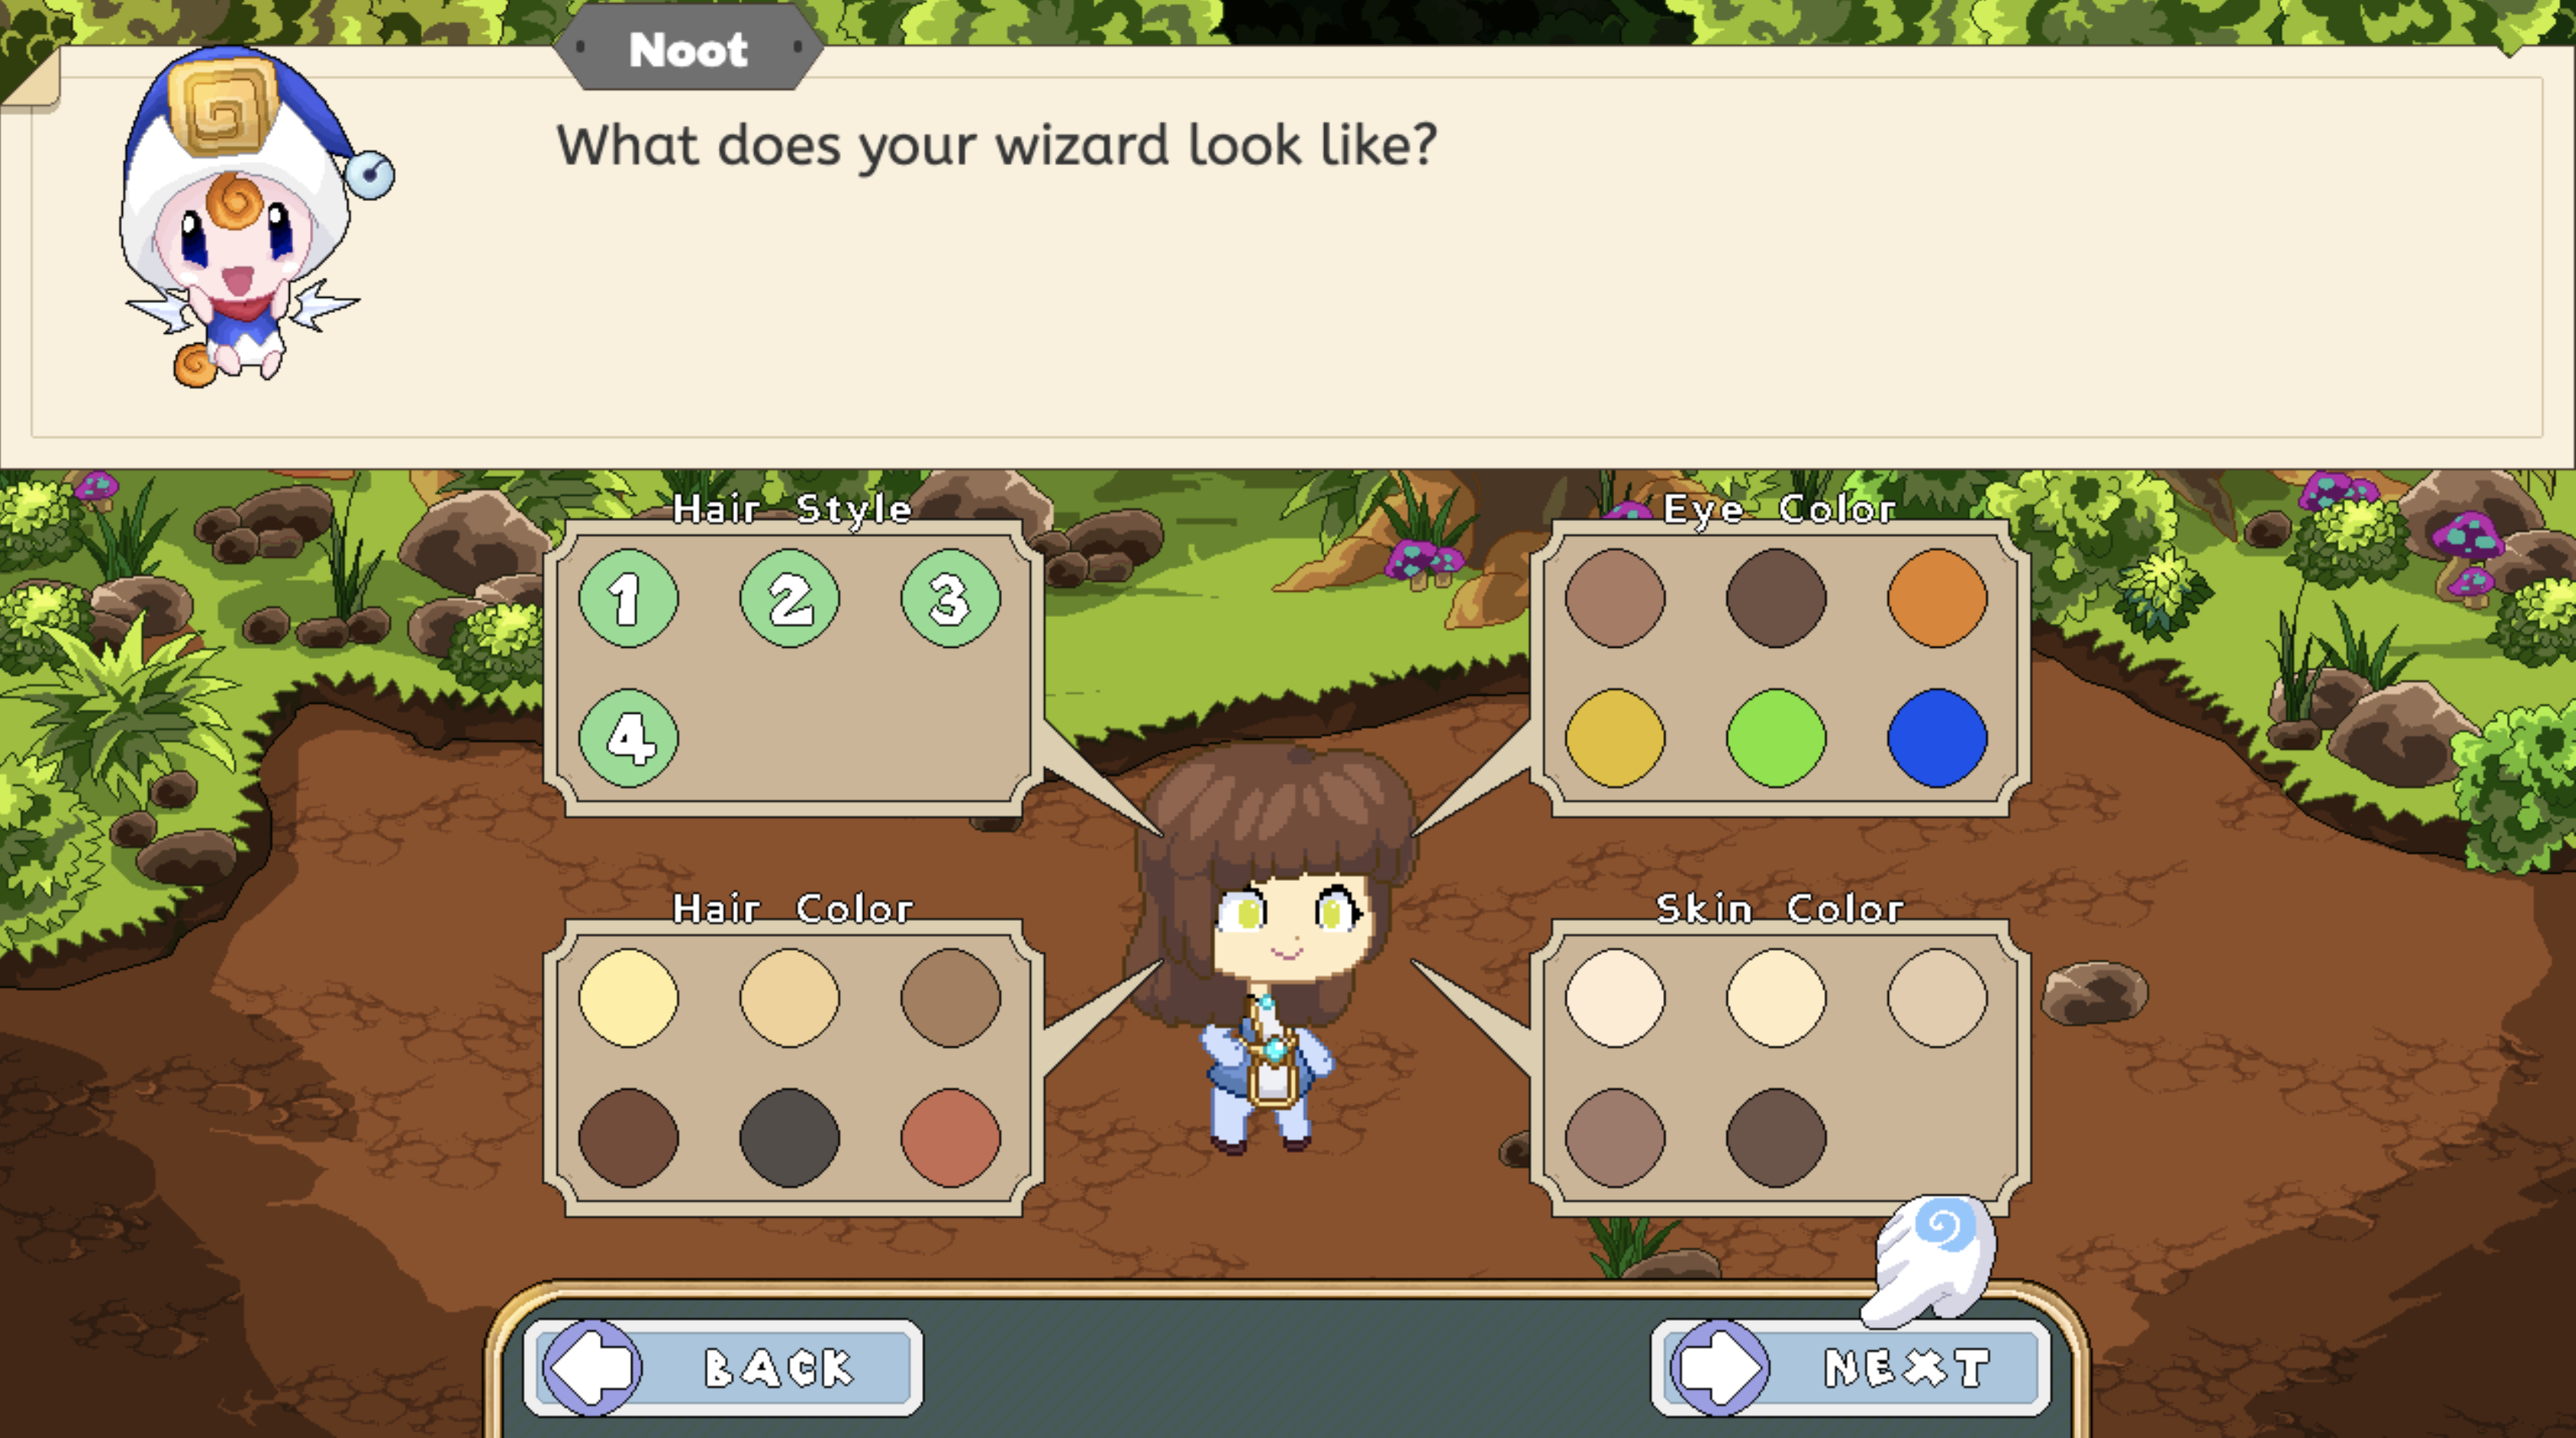 Noot
What does your wizard look like?
Hair Style
1 2 3
4
Eye Color
Hair Color
Skin Color
BACK
NEXT